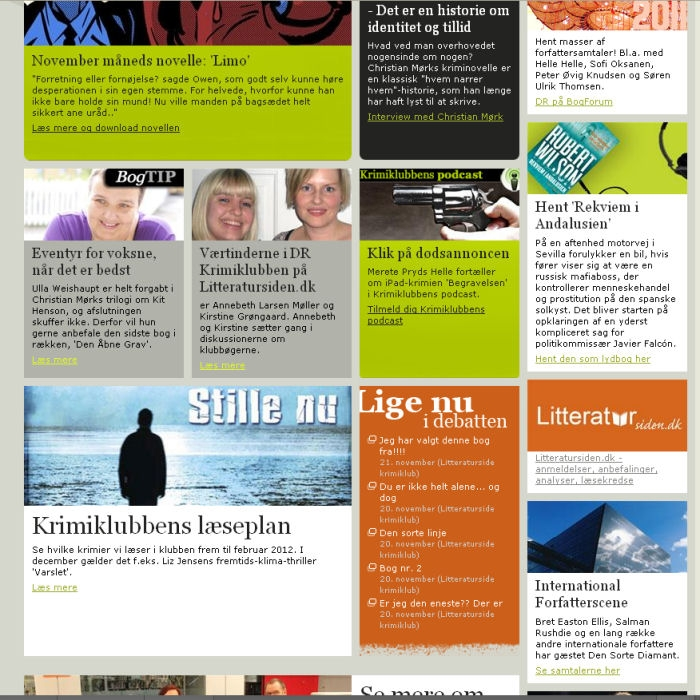 November måneds novelle: 'Limo'
"Forretning eller fornøjelse? sagde Owen, som godt selv kunne høre
desperationen i sin egen stemme. For helvede, hvorfor kunne han
ikke bare holde sin mund! Nu ville manden på bagsædet helt
sikkert ane uråd.."
Læs mere og download novellen
- Det er en historie om
identitet og tillid
Hvad ved man overhovedet
nogensinde om nogen?
Christian Mørks kriminovelle er
en klassisk "hvem narrer
hvem"-historie, som han længe
har haft lyst til at skrive.
Interview med Christian Mørk
2011
Hent masser af
forfattersamtaler! Bl.a. med
Helle Helle, Sofi Oksanen,
Peter Øvig Knudsen og Søren
Ulrik Thomsen.
DR på BogForum
BogTIP
Eventyr for voksne,
når det er bedst
Ulla Weishaupt er helt forgabt i
Christian Mørks trilogi om Kit
Henson, og afslutningen
skuffer ikke. Derfor vil hun
gerne anbefale den sidste bog i
rækken, 'Den Åbne Grav'.
Læs mere
Værtinderne i DR
Krimiklubben på
Litteratursiden.dk
er Annebeth Larsen Møller og
Kirstine Grøngaard. Annebeth
og Kirstine sætter gang i
diskussionerne om
klubbøgerne.
Læs mere
Krimiklubbens podcast
Klik på dødsannoncen
Merete Pryds Helle fortæller
om iPad-krimien 'Begravelsen'
i Krimiklubbens podcast.
Tilmeld dig Krimiklubbens
podcast
ROBERT
WILSON
REKVIEM I ANDALUSIEN
Hent 'Rekviem i
Andalusien'
På en aftenhed motorvej i
Sevilla forulykker en bil, hvis
fører viser sig at være en
russisk mafiaboss, der
kontrollerer menneskehandel
og prostitution på den spanske
solkyst. Det bliver starten på
opklaringen af en yderst
kompliceret sag for
politikommissær Javier Falcón.
Hent den som lydbog her
Stille nu
Krimiklubbens læseplan
Se hvilke krimier vi læser i klubben frem til februar 2012. I
december gælder det f.eks. Liz Jensens fremtids-klima-thriller
'Varslet'.
Læs mere
Lige nu
i debatten
Jeg har valgt denne bog
fra!!!!
21. november (Litteraturside
krimiklub)
Du er ikke helt alene... og
dog
20. november (Litteraturside
krimiklub)
Den sorte linje
20. november (Litteraturside
krimiklub)
Bog nr. 2
20. november (Litteraturside
krimiklub)
Er jeg den eneste?? Der er
20. november (Litteraturside
krimiklub)
Litteratursiden.dk
Litteratursiden.dk -
anmeldelser, anbefalinger,
analyser, læsekredse
International
Forfatterscene
Bret Easton Ellis, Salman
Rushdie og en lang række
andre internationale forfattere
har gæstet Den Sorte Diamant.
Se samtalerne her
Se mere om